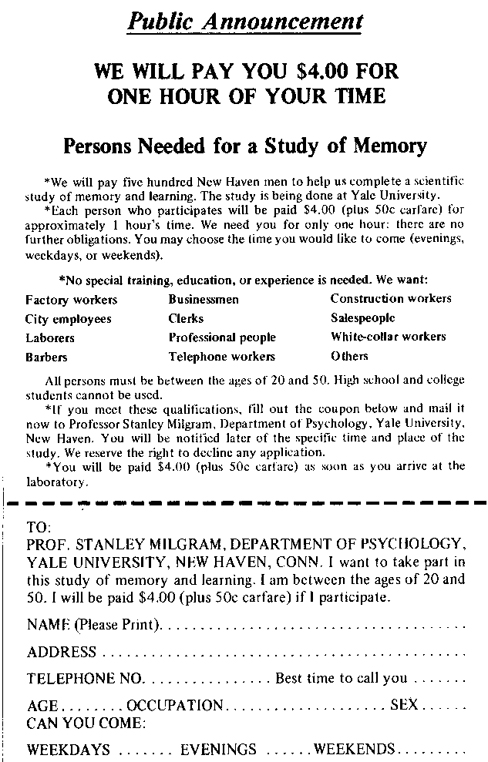 Public Announcement
WE WILL PAY YOU $4.00 FOR
ONE HOUR OF YOUR TIME
Persons Needed for a Study of Memory
*We will pay five hundred New Haven men to help us complete a scientific
study of memory and learning. The study is being done at Yale University.
*Each person who participates will be paid $4.00 (plus 50c carfare) for
approximately 1 hour's time. We need you for only one hour: there are no
further obligations. You may choose the time you would like to come (evenings,
weekdays, or weekends).
*No special training, education, or experience is needed. We want:
Factory workers Businessmen Construction workers
City employees Clerks Salespeople
Laborers Professional people White-collar workers
Barbers Telephone workers Others
All persons must be between the ages of 20 and 50. High school and college
students cannot be used.
*If you meet these qualifications, fill out the coupon below and mail it
now to Professor Stanley Milgram, Department of Psychology, Yale University,
New Haven. You will be notified later of the specific time and place of the
study. We reserve the right to decline any application.
*You will be paid $4.00 (plus 50c carfare) as soon as you arrive at the
laboratory.
TO:
PROF. STANLEY MILGRAM, DEPARTMENT OF PSYCHOLOGY,
YALE UNIVERSITY, NEW HAVEN, CONN. I want to take part in
this study of memory and learning. I am between the ages of 20 and
50. I will be paid $4.00 (plus 50c carfare) if I participate.
NAME (Please Print). . . . . . . . . . . . . . . . . . . . . . . . . . . . . . . . . . . . . .
ADDRESS . . . . . . . . . . . . . . . . . . . . . . . . . . . . . . . . . . . . . . . . . . . . .
TELEPHONE NO. . . . . . . . . . . . . . . . . Best time to call you . . . . . . .
AGE . . . . . . . . OCCUPATION. . . . . . . . . . . . . . . . . . . . SEX . . . . . .
CAN YOU COME:
WEEKDAYS . . . . . . . EVENINGS . . . . . . WEEKENDS. . . . . . . . .